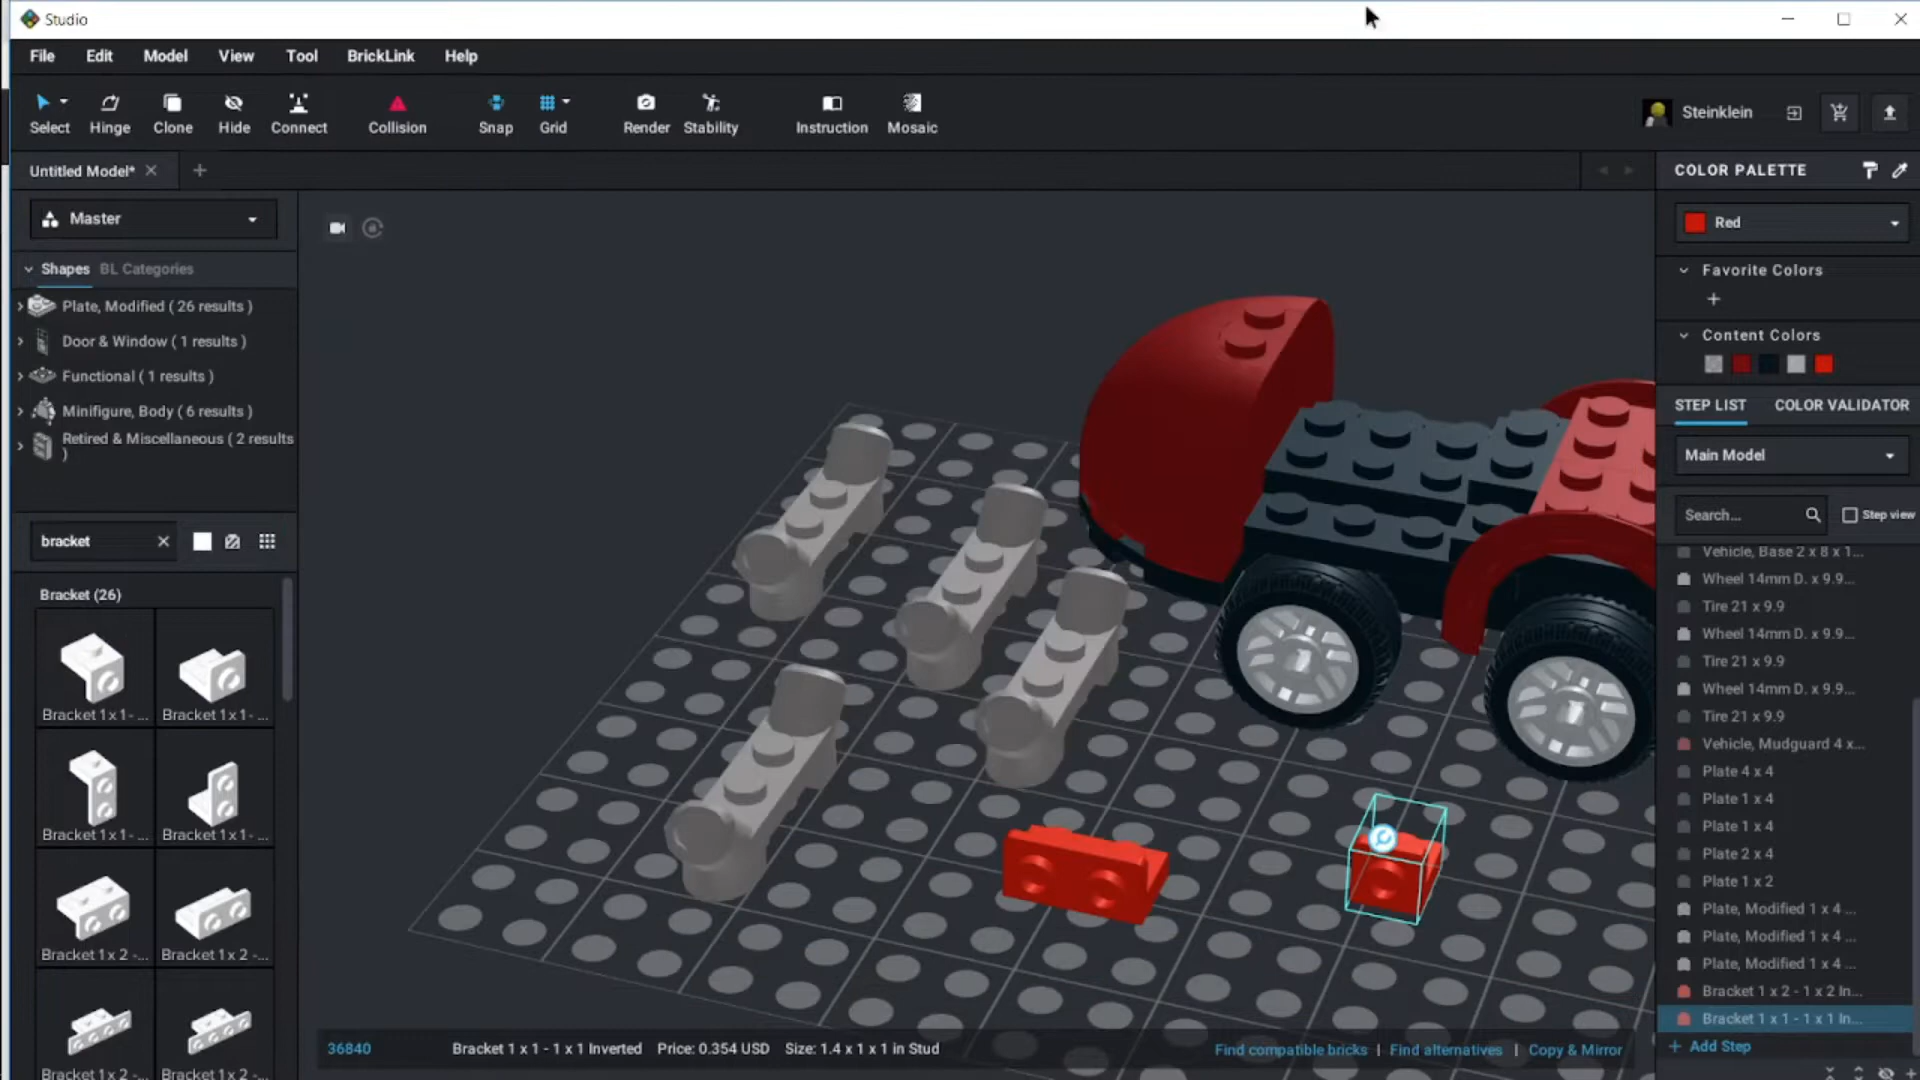 Studio
File Edit Model View Tool BrickLink Help
Select Hinge Clone Hide Connect Collision Snap Grid Render Stability Instruction Mosaic
Steinklein
Untitled Model*
COLOR PALETTE
Master
Red
Shapes BL Categories
Favorite Colors
Plate, Modified ( 26 results )
Door & Window ( 1 results )
Content Colors
Functional ( 1 results )
Minifigure, Body ( 6 results )
STEP LIST COLOR VALIDATOR
Retired & Miscellaneous ( 2 results
)
Main Model
Search... Step view
bracket
Vehicle, Base 2 x 8 x 1...
Wheel 14mm D. x 9.9...
Bracket (26)
Tire 21 x 9.9
Wheel 14mm D. x 9.9...
Tire 21 x 9.9
Wheel 14mm D. x 9.9...
Bracket 1 x 1- ... Bracket 1 x 1- ...
Tire 21 x 9.9
Vehicle, Mudguard 4 x...
Plate 4 x 4
Plate 1 x 4
Plate 1 x 4
Bracket 1 x 1- ... Bracket 1 x 1- ...
Plate 2 x 4
Plate 1 x 2
Plate, Modified 1 x 4 ...
Plate, Modified 1 x 4 ...
Bracket 1 x 2 -... Bracket 1 x 2 -...
Plate, Modified 1 x 4 ...
Bracket 1 x 2 - 1 x 2 In...
Bracket 1 x 1 - 1 x 1 In...
+ Add Step
36840 Bracket 1 x 1 - 1 x 1 Inverted Price: 0.354 USD Size: 1.4 x 1 x 1 in Stud
Find compatible bricks | Find alternatives | Copy & Mirror
Bracket 1 x 2 -... Bracket 1 x 2 -...